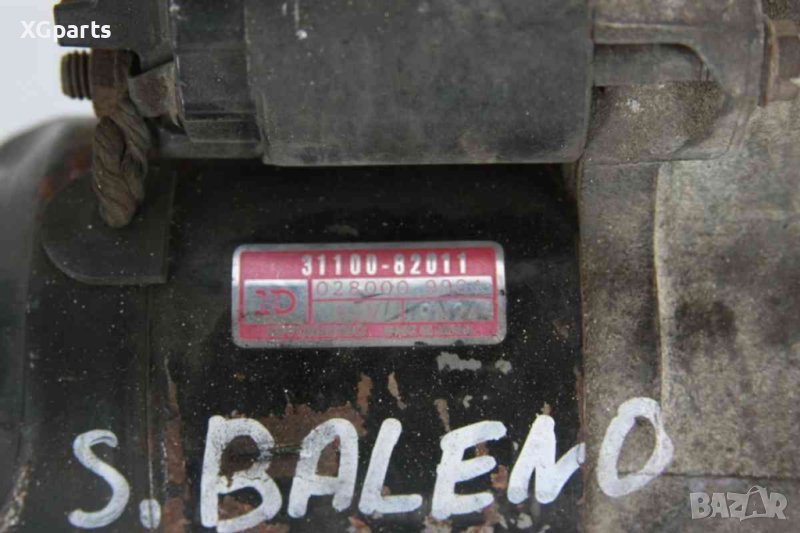 XGparts
31100-82011
028000
S. BALENO
BAZAR